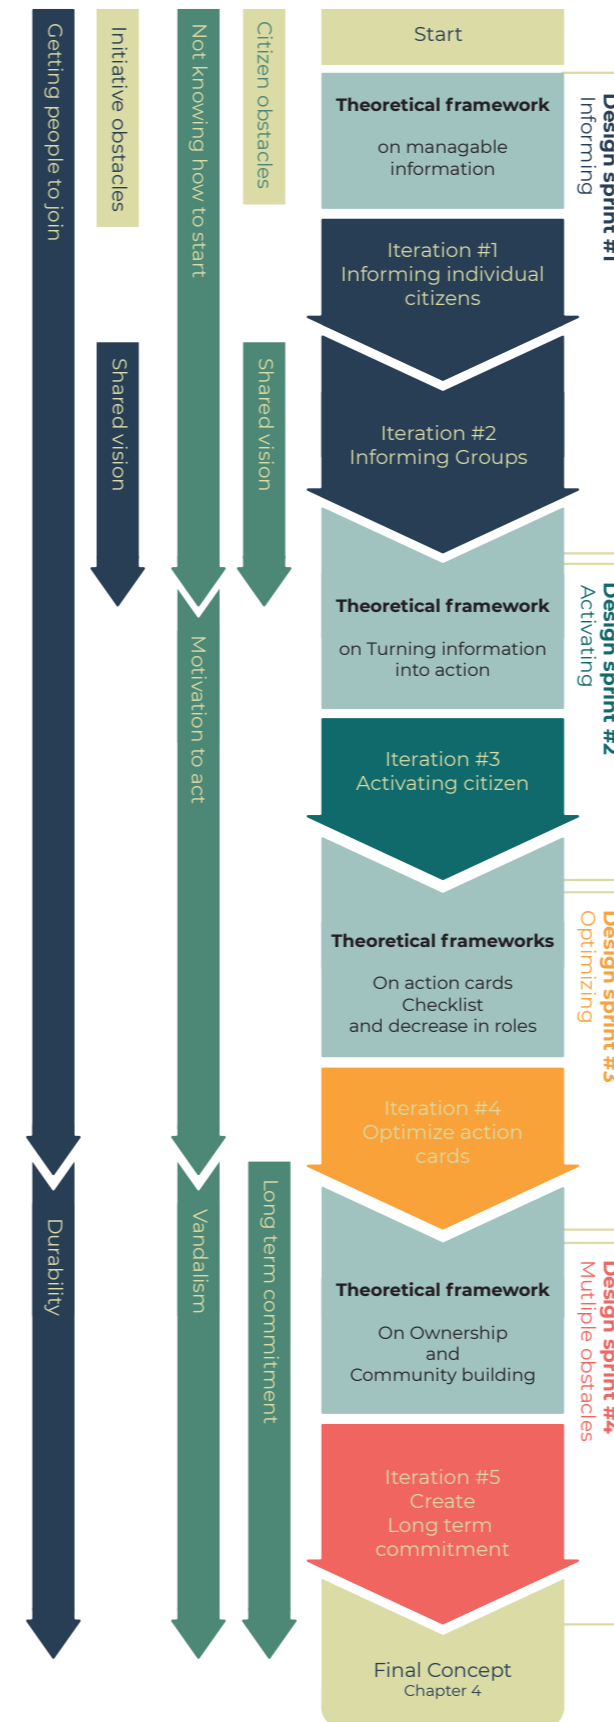 Start
Theoretical framework
on managable
information
Iteration #1
Informing individual
citizens
Iteration #2
Informing Groups
Theoretical framework
on Turning information
into action
Iteration #3
Activating citizen
Theoretical frameworks
On action cards
Checklist
and decrease in roles
Iteration #4
Optimize action
cards
Theoretical framework
On Ownership
and
Community building
Iteration #5
Create
Long term
commitment
Final Concept
Chapter 4
Design sprint #1
Informing
Design sprint #2
Activating
Design sprint #3
Optimizing
Design sprint #4
Mutliple obstacles
Citizen obstacles
Shared vision
Long term commitment
Not knowing how to start
Motivation to act
Vandalism
Initiative obstacles
Shared vision
Getting people to join
Durability